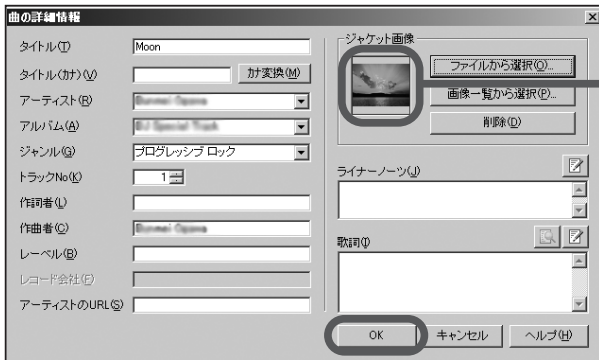 曲の詳細情報
タイトル(T)
Moon
タイトル(カナ)(V)
カナ変換(M)
アーティスト(R)
アルバム(A)
ジャンル(G)
プログレッシブ ロック
トラックNo(K)
1
作詞者(L)
作曲者(C)
レーベル(B)
レコード会社(F)
アーティストのURL(S)
ジャケット画像
ファイルから選択(O)...
画像一覧から選択(P)...
削除(D)
ライナーノーツ(J)
歌詞(I)
OK
キャンセル
ヘルプ(H)